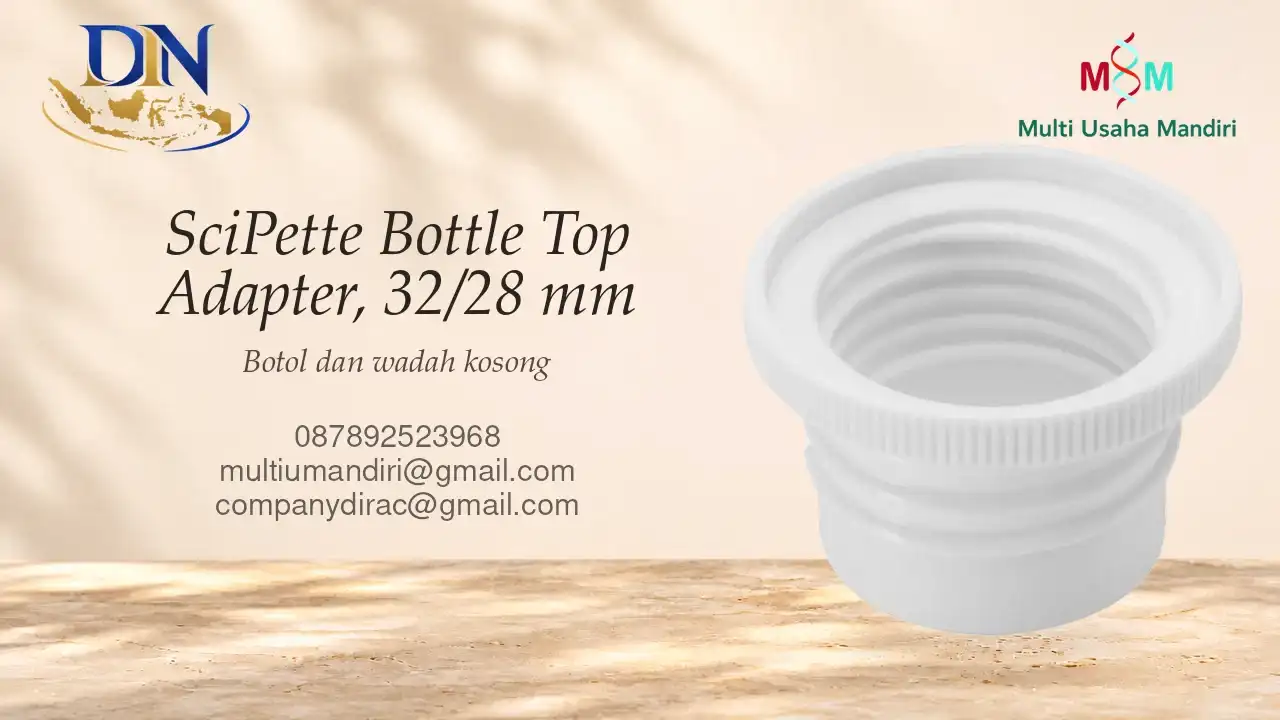 DN
MSM
Multi Usaha Mandiri
SciPette Bottle Top
Adapter, 32/28 mm
Botol dan wadah kosong
087892523968
multiumandiri@gmail.com
companydirac@gmail.com